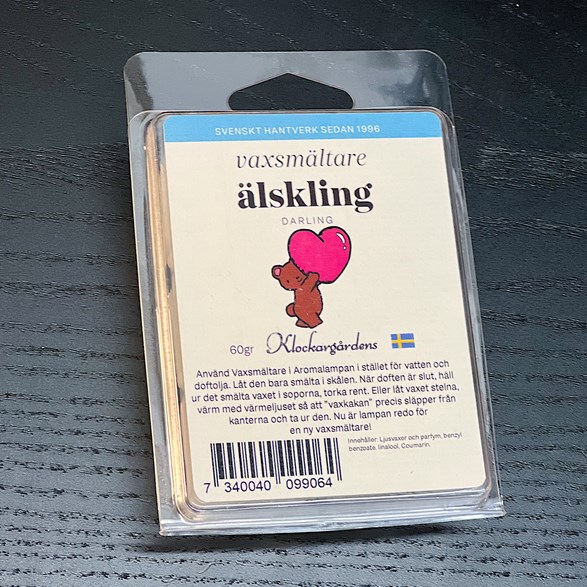 SVENSKT HANTVERK SEDAN 1996
vaxsmältare
älskling
DARLING
60gr Klockargårdens
Använd Vaxsmältare i Aromalampan i stället för vatten och
doftolja. Låt den bara smälta i skålen. När doften är slut, häll
ur det smälta vaxet i soporna, torka rent. Eller låt vaxet stelna,
värm med värmeljuset så att "vaxkakan" precis släpper från
kanterna och ta ur den. Nu är lampan redo för
en ny vaxsmältare!
Innehåller: Ljusvaxer och parfym, benzyl
benzoate, linalool, Coumarin.
7 340040 099064